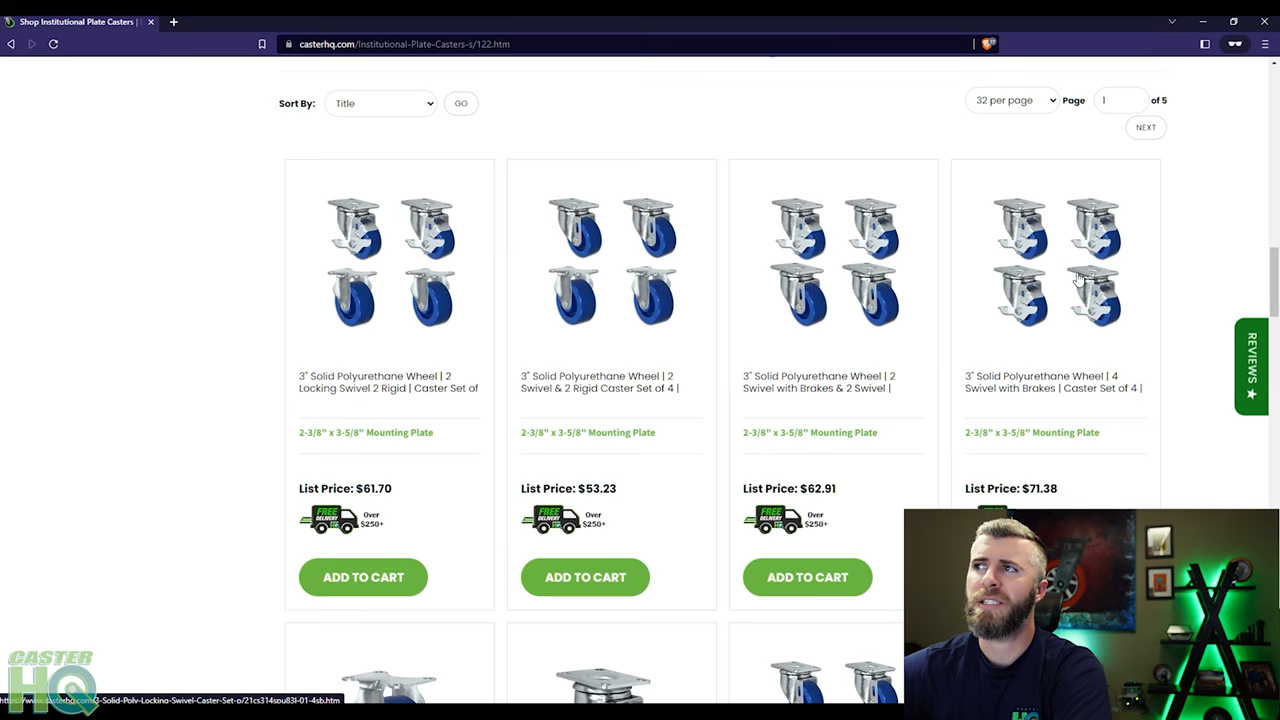 Shop Institutional Plate Casters |
casterhq.com/Institutional-Plate-Casters-s/122.htm
Sort By: Title GO
32 per page Page 1 of 5
NEXT
3" Solid Polyurethane Wheel | 2
Locking Swivel 2 Rigid | Caster Set of
2-3/8" x 3-5/8" Mounting Plate
List Price: $61.70
FREE DELIVERY Over
$250+
ADD TO CART
3" Solid Polyurethane Wheel | 2
Swivel & 2 Rigid Caster Set of 4 |
2-3/8" x 3-5/8" Mounting Plate
List Price: $53.23
FREE DELIVERY Over
$250+
ADD TO CART
3" Solid Polyurethane Wheel | 2
Swivel with Brakes & 2 Swivel |
2-3/8" x 3-5/8" Mounting Plate
List Price: $62.91
FREE DELIVERY Over
$250+
ADD TO CART
3" Solid Polyurethane Wheel | 4
Swivel with Brakes | Caster Set of 4 |
2-3/8" x 3-5/8" Mounting Plate
List Price: $71.38
REVIEWS ★
CASTER
HQ